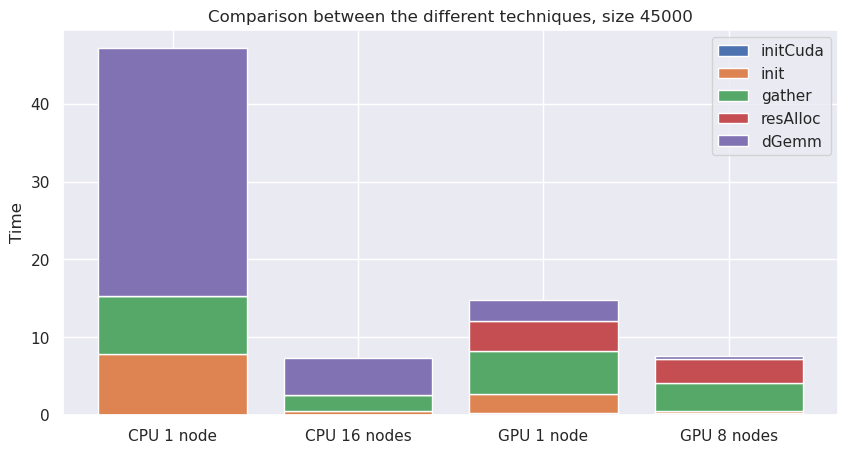 Comparison between the different techniques, size 45000
initCuda
init
gather
resAlloc
dGemm
Time
40
30
20
10
0
CPU 1 node
CPU 16 nodes
GPU 1 node
GPU 8 nodes